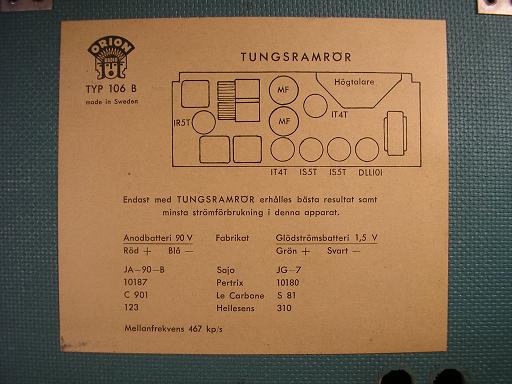 ORION
RADIO
TYP 106 B
made in Sweden
TUNGSRAMRÖR
Högtalare
MF
IT4T
IR5T
MF
IT4T IS5T IS5T DLL101
Endast med TUNGSRAMRÖR erhålles bästa resultat samt
minsta strömförbrukning i denna apparat.
Anodbatteri 90 V Fabrikat Glödströmsbatteri 1,5 V
Röd + Blå — Grön + Svart —
JA—90—B Sajo JG—7
10187 Pertrix 10180
C 901 Le Carbone S 81
123 Hellesens 310
Mellanfrekvens 467 kp/s